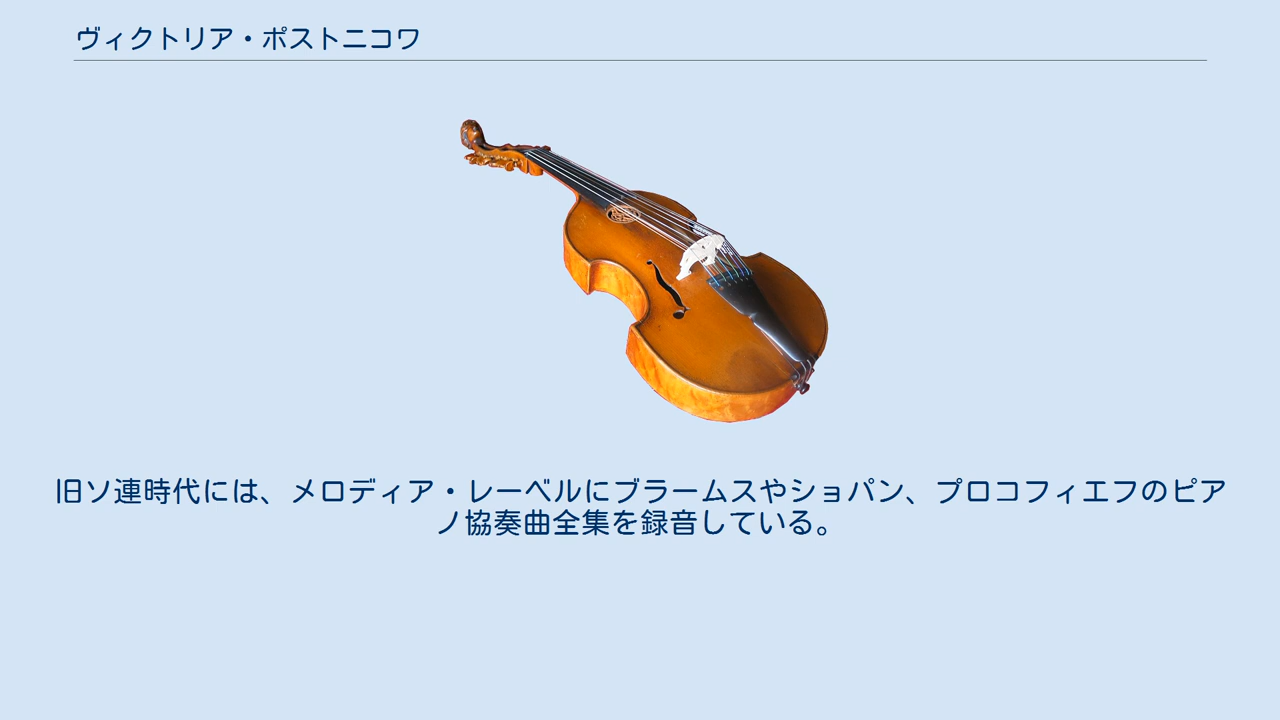 ヴィクトリア・ポストニコワ
旧ソ連時代には、メロディア・レーベルにブラームスやショパン、プロコフィエフのピア
ノ協奏曲全集を録音している。